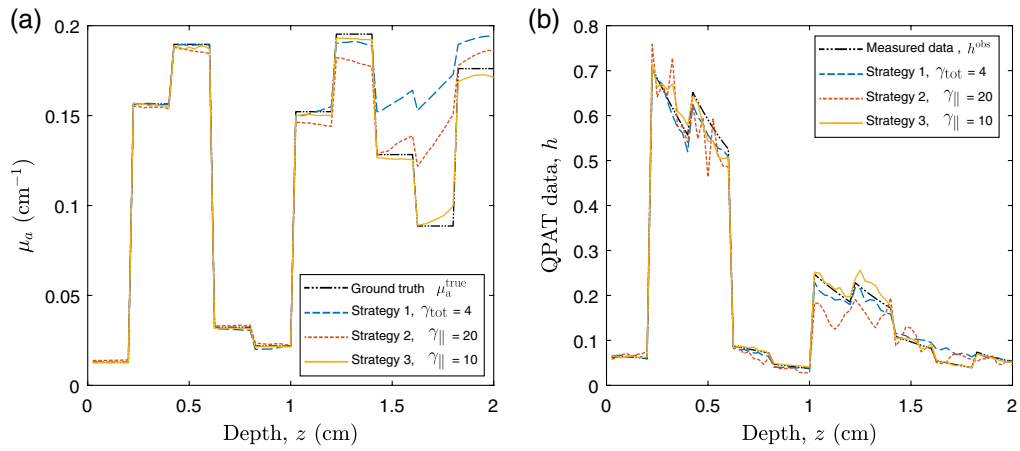 (a)
0.2
0.15
0.1
0.05
0
μa (cm−1)
0 0.5 1 1.5 2
Depth, z (cm)
Ground truth μa^true
Strategy 1, γtot = 4
Strategy 2, γ∥ = 20
Strategy 3, γ∥ = 10
(b)
0.8
0.7
0.6
0.5
0.4
0.3
0.2
0.1
0
QPAT data, h
0 0.5 1 1.5 2
Depth, z (cm)
Measured data , h^obs
Strategy 1, γtot = 4
Strategy 2, γ∥ = 20
Strategy 3, γ∥ = 10